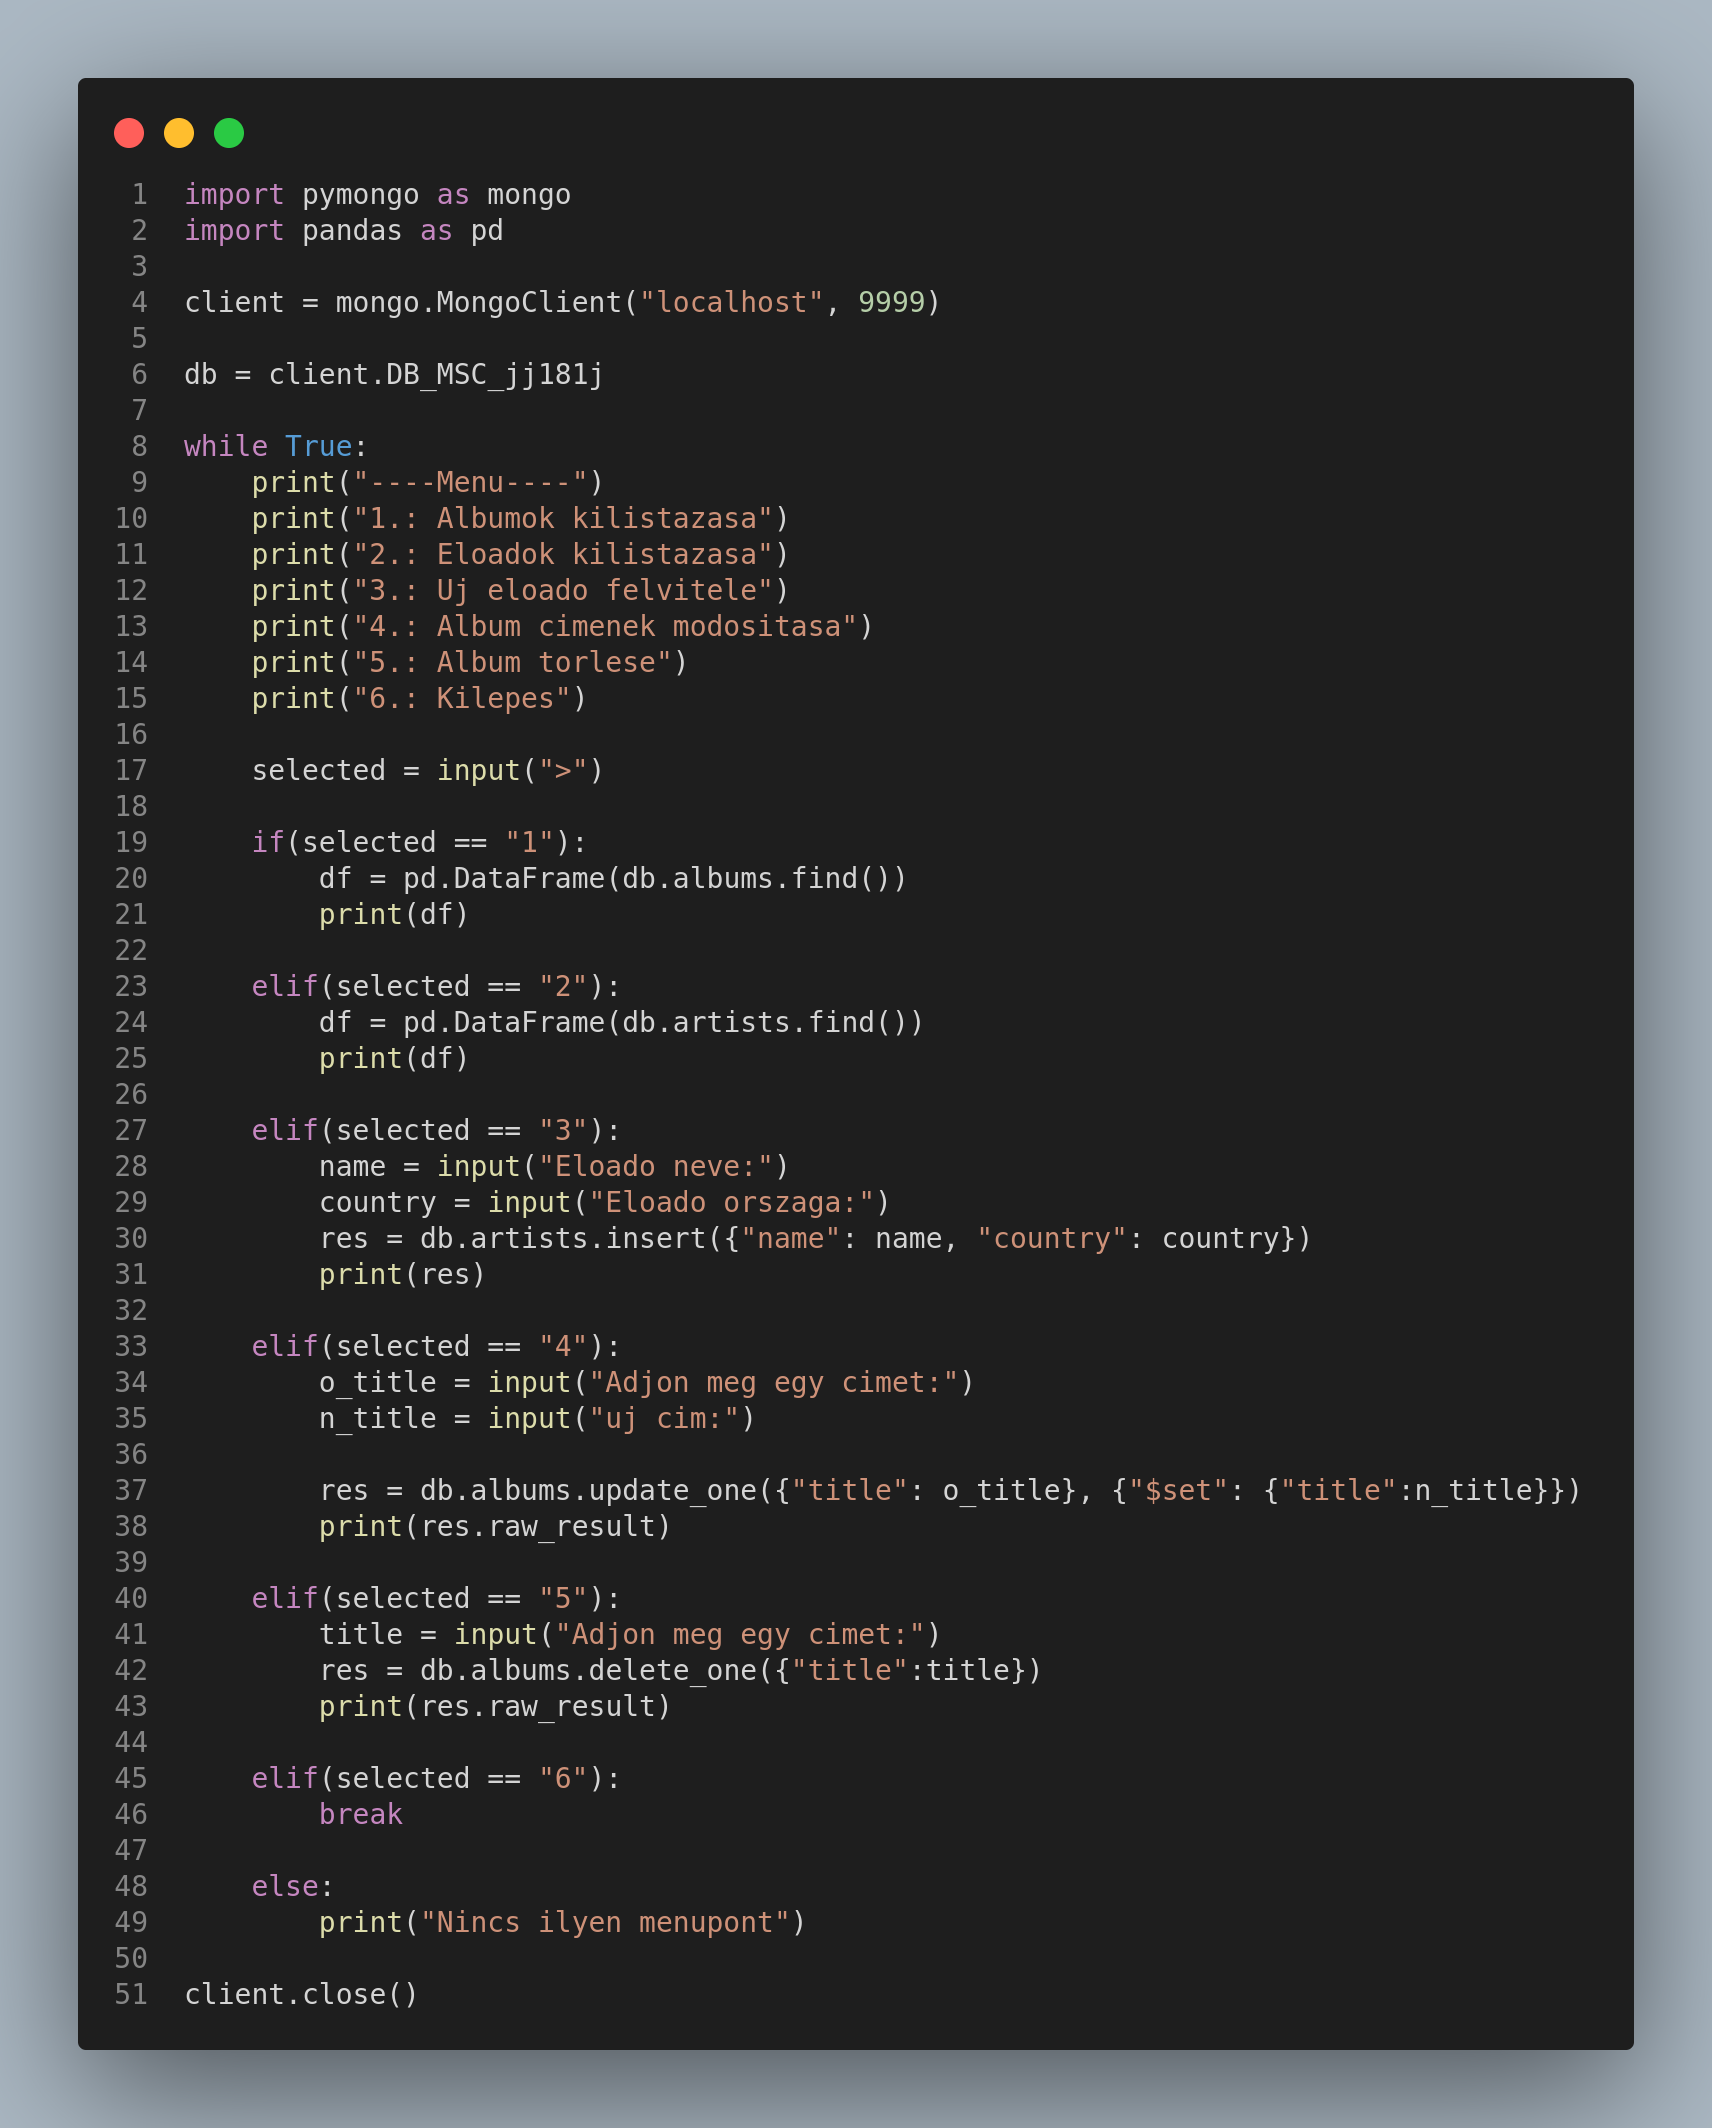 1 import pymongo as mongo
2 import pandas as pd
3
4 client = mongo.MongoClient("localhost", 9999)
5
6 db = client.DB_MSC_jj181j
7
8 while True:
9     print("----Menu----")
10     print("1.: Albumok kilistazasa")
11     print("2.: Eloadok kilistazasa")
12     print("3.: Uj eloado felvitele")
13     print("4.: Album cimenek modositasa")
14     print("5.: Album torlese")
15     print("6.: Kilepes")
16
17     selected = input(">")
18
19     if(selected == "1"):
20         df = pd.DataFrame(db.albums.find())
21         print(df)
22
23     elif(selected == "2"):
24         df = pd.DataFrame(db.artists.find())
25         print(df)
26
27     elif(selected == "3"):
28         name = input("Eloado neve:")
29         country = input("Eloado orszaga:")
30         res = db.artists.insert({"name": name, "country": country})
31         print(res)
32
33     elif(selected == "4"):
34         o_title = input("Adjon meg egy cimet:")
35         n_title = input("uj cim:")
36
37         res = db.albums.update_one({"title": o_title}, {"$set": {"title":n_title}})
38         print(res.raw_result)
39
40     elif(selected == "5"):
41         title = input("Adjon meg egy cimet:")
42         res = db.albums.delete_one({"title":title})
43         print(res.raw_result)
44
45     elif(selected == "6"):
46         break
47
48     else:
49         print("Nincs ilyen menupont")
50
51 client.close()